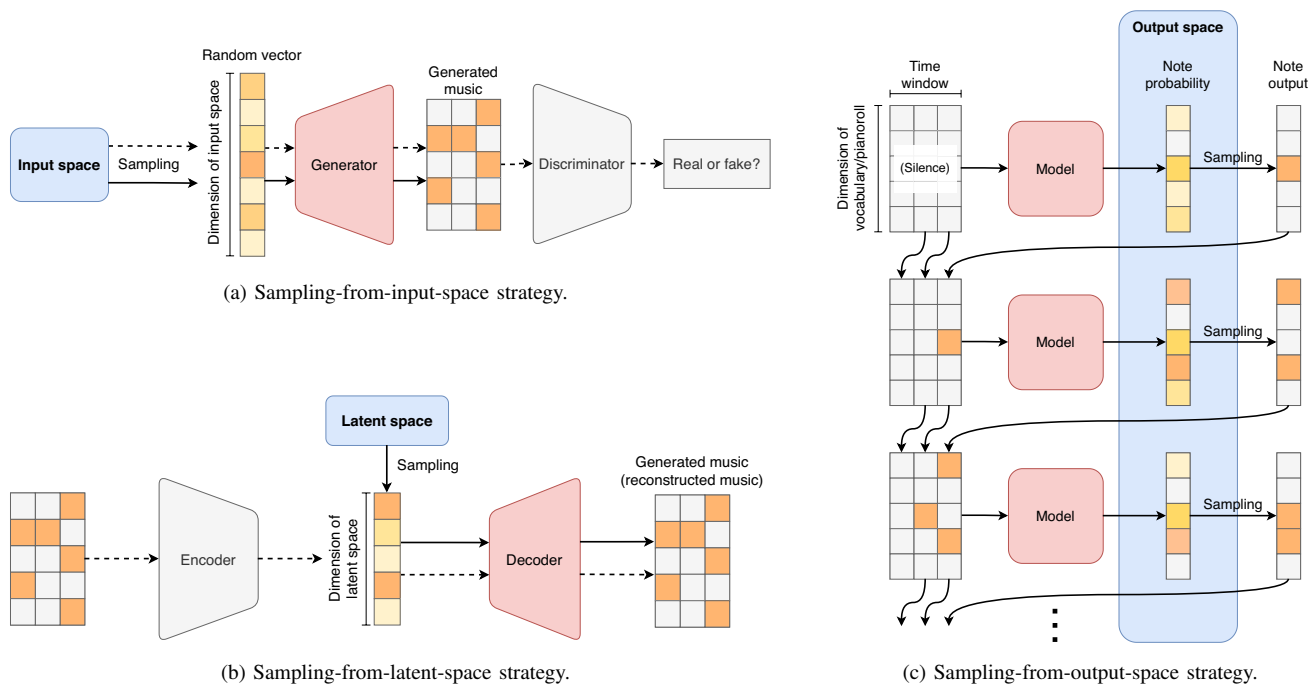 Random vector
Dimension of input space
Input space
Sampling
Generator
Generated
music
Discriminator
Real or fake?
(a) Sampling-from-input-space strategy.
Latent space
Sampling
Encoder
Dimension of
latent space
Decoder
Generated music
(reconstructed music)
(b) Sampling-from-latent-space strategy.
Output space
Time
window
Note
probability
Note
output
Dimension of
vocabulary/pianoroll
(Silence)
Model
Sampling
Model
Sampling
Model
Sampling
(c) Sampling-from-output-space strategy.